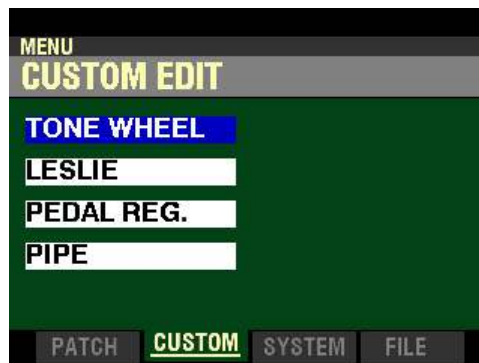 MENU
CUSTOM EDIT
TONE WHEEL
LESLIE
PEDAL REG.
PIPE
PATCH CUSTOM SYSTEM FILE